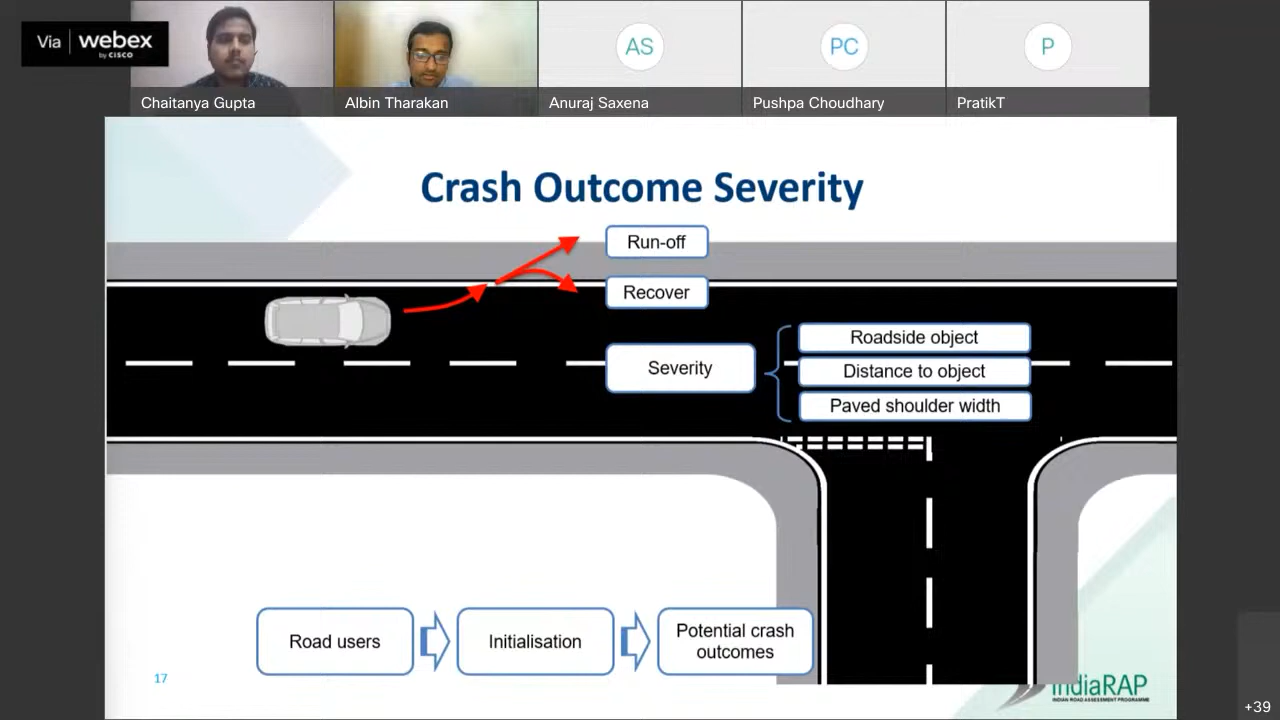 Via webex
by CISCO
Chaitanya Gupta
Albin Tharakan
AS
Anuraj Saxena
PC
Pushpa Choudhary
P
PratikT
Crash Outcome Severity
Run-off
Recover
Severity
Roadside object
Distance to object
Paved shoulder width
Road users
Initialisation
Potential crash
outcomes
17
IndiaRAP
INDIAN ROAD ASSESSMENT PROGRAMME
+39